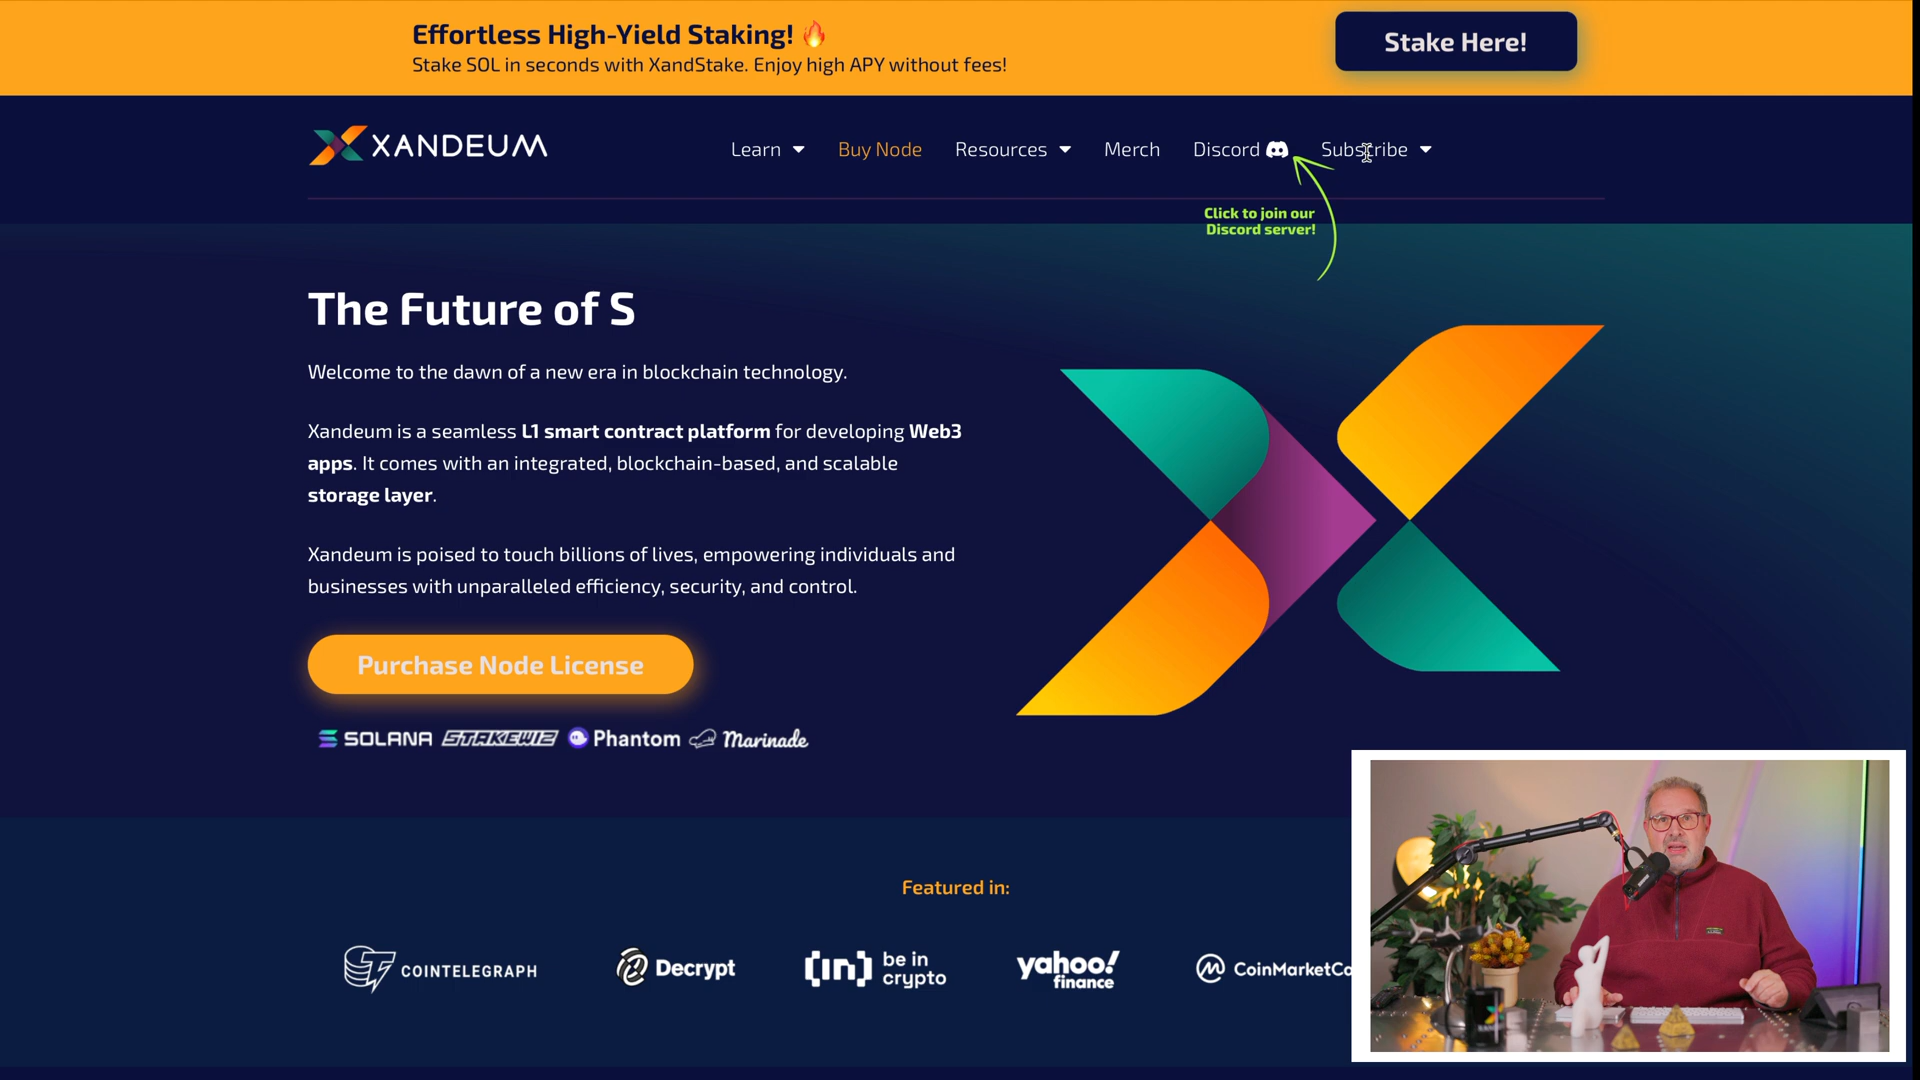 Effortless High-Yield Staking! 🔥
Stake SOL in seconds with XandStake. Enjoy high APY without fees!
Stake Here!
XANDEUM
Learn
Buy Node
Resources
Merch
Discord
Subscribe
Click to join our
Discord server!
The Future of S
Welcome to the dawn of a new era in blockchain technology.
Xandeum is a seamless L1 smart contract platform for developing Web3
apps. It comes with an integrated, blockchain-based, and scalable
storage layer.
Xandeum is poised to touch billions of lives, empowering individuals and
businesses with unparalleled efficiency, security, and control.
Purchase Node License
SOLANA STAKEWIZ Phantom Marinade
Featured in:
COINTELEGRAPH
Decrypt
[in] be in
crypto
yahoo!
finance
CoinMarketCa